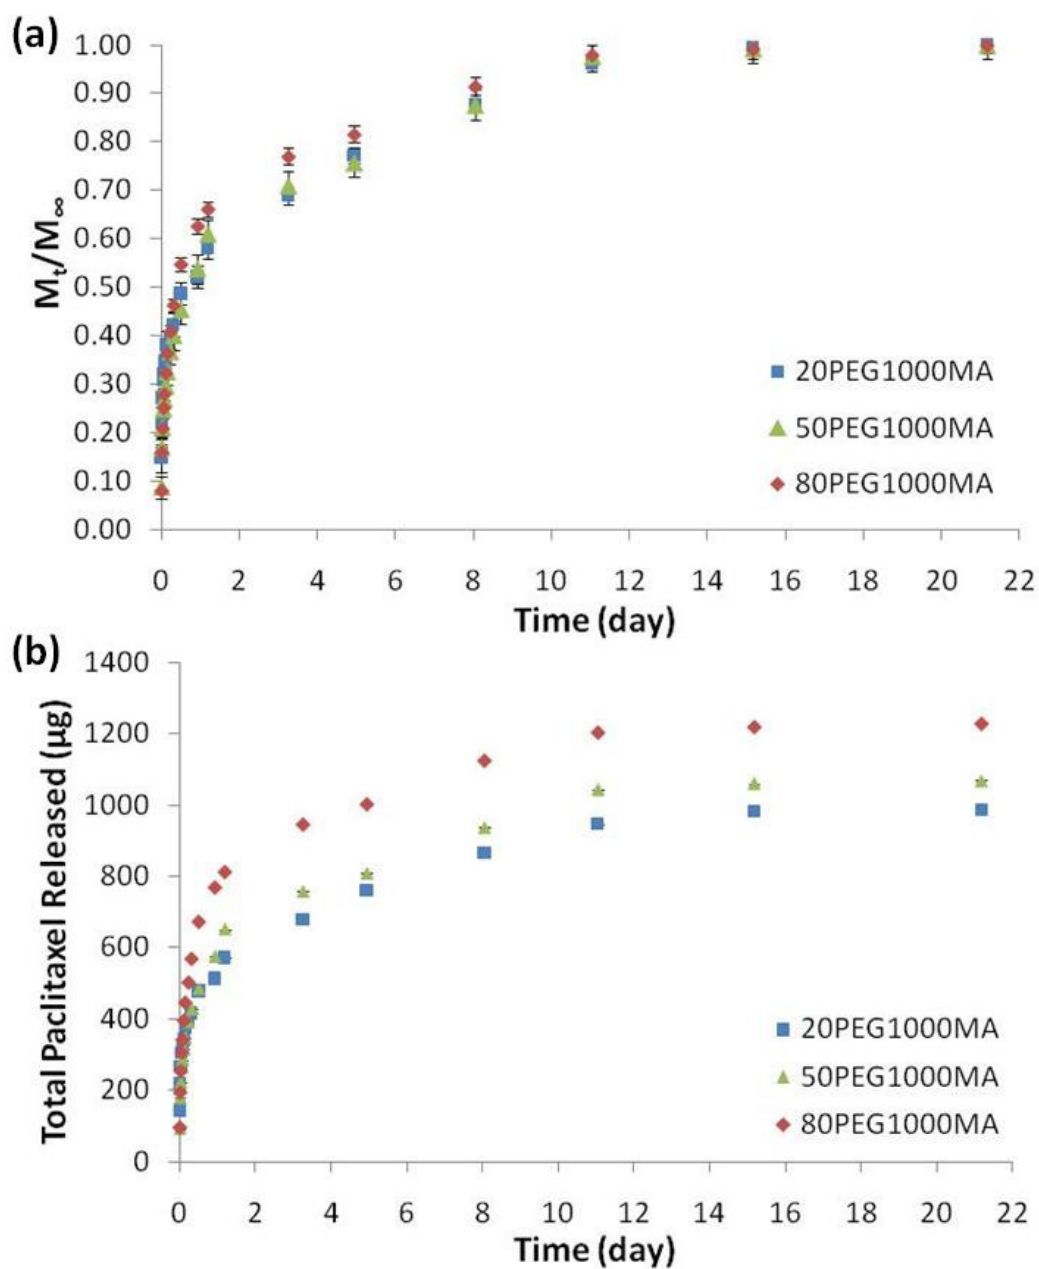 (a)
1.00
0.90
0.80
0.70
0.60
0.50
0.40
0.30
0.20
0.10
0.00
Mt/M∞
20PEG1000MA
50PEG1000MA
80PEG1000MA
0 2 4 6 8 10 12 14 16 18 20 22
Time (day)
(b)
1400
1200
1000
800
600
400
200
0
Total Paclitaxel Released (µg)
20PEG1000MA
50PEG1000MA
80PEG1000MA
0 2 4 6 8 10 12 14 16 18 20 22
Time (day)